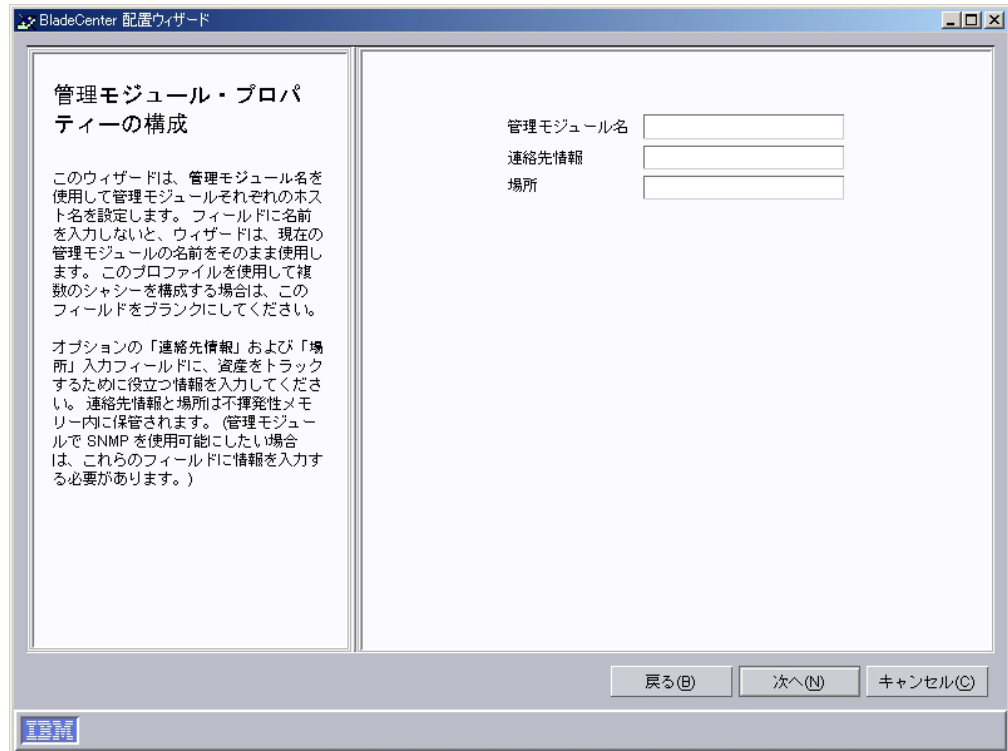 BladeCenter 配置ウィザード
管理モジュール・プロパ
ティーの構成
このウィザードは、管理モジュール名を
使用して管理モジュールそれぞれのホス
ト名を設定します。 フィールドに名前
を入力しないと、ウィザードは、現在の
管理モジュールの名前をそのまま使用し
ます。 このプロファイルを使用して複
数のシャシーを構成する場合は、この
フィールドをブランクにしてください。
オプションの「連絡先情報」および「場
所」入力フィールドに、資産をトラック
するために役立つ情報を入力してくださ
い。 連絡先情報と場所は不揮発性メモ
リー内に保管されます。 (管理モジュー
ルで SNMP を使用可能にしたい場合
は、これらのフィールドに情報を入力す
る必要があります。)
管理モジュール名
連絡先情報
場所
戻る(B)
次へ(N)
キャンセル(C)
IBM